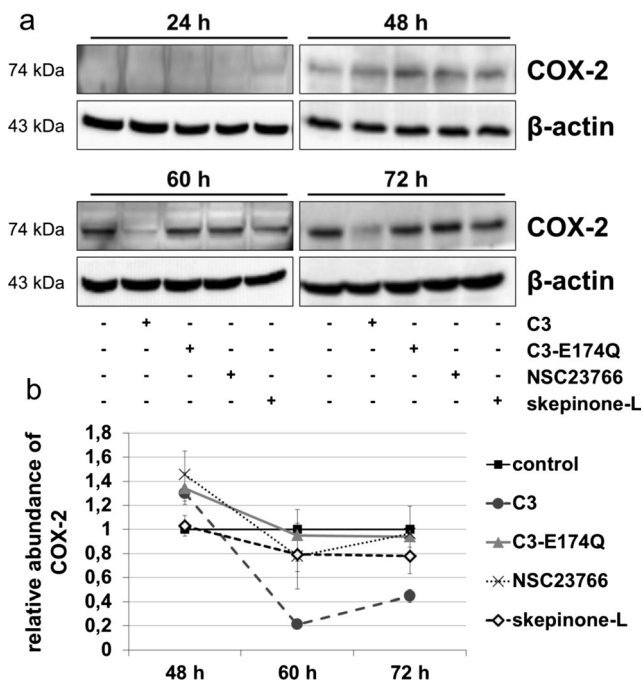 a
24 h 48 h
74 kDa COX-2
43 kDa β-actin
60 h 72 h
74 kDa COX-2
43 kDa β-actin
- + - - - - + - - - C3
- - + - - - - + - - C3-E174Q
- - - + - - - - + - NSC23766
- - - - + - - - - + skepinone-L
b
relative abundance of
COX-2
1,8
1,6
1,4
1,2
1
0,8
0,6
0,4
0,2
0
48 h 60 h 72 h
control
C3
C3-E174Q
NSC23766
skepinone-L